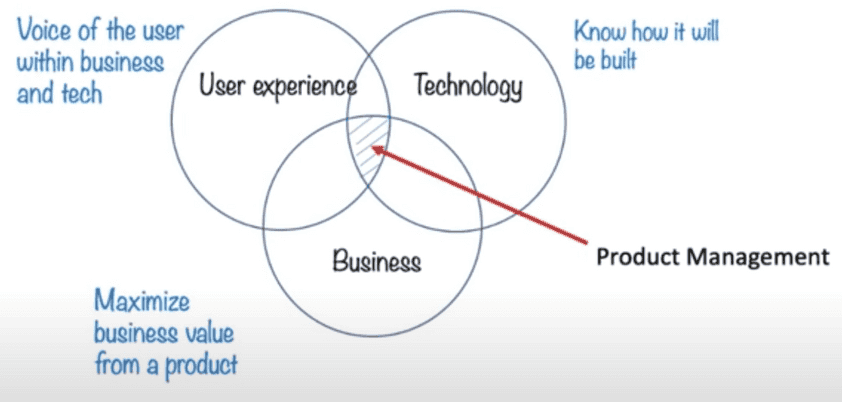 Voice of the user
within business
and tech
User experience
Technology
Know how it will
be built
Business
Product Management
Maximize
business value
from a product